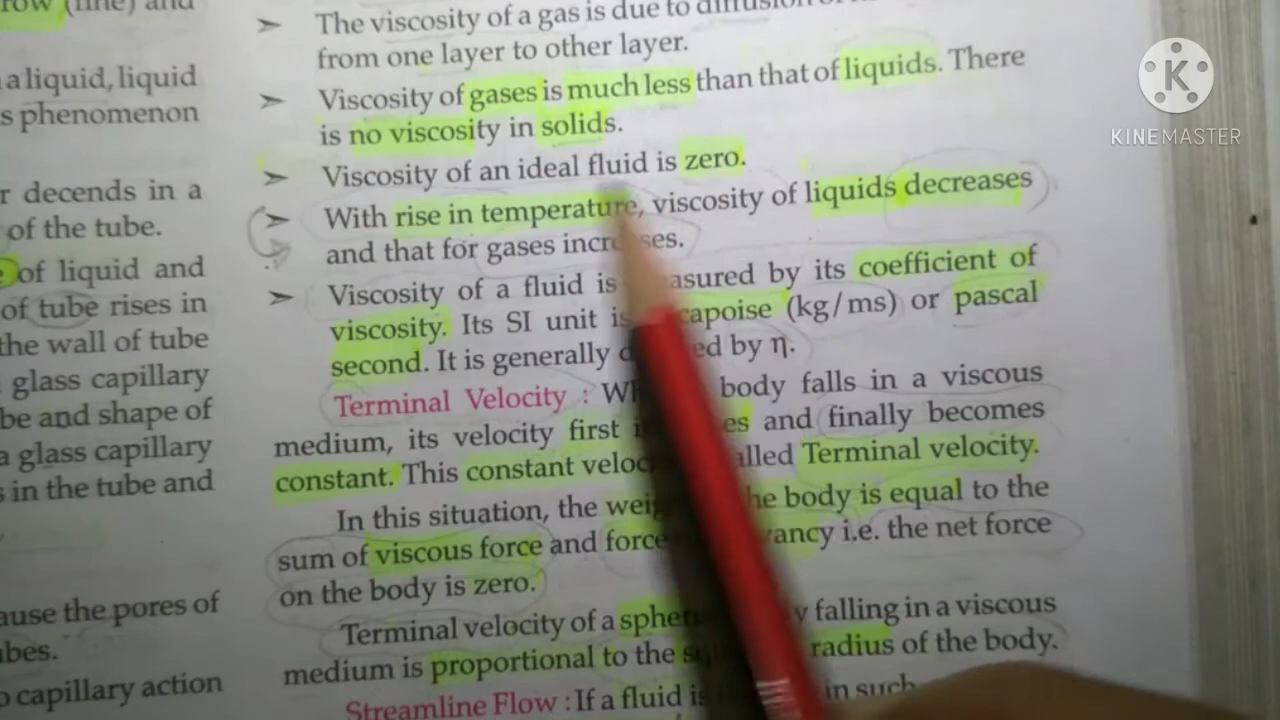 (fine) and
a liquid, liquid
s phenomenon
r decends in a
of the tube.
of liquid and
of tube rises in
the wall of tube
glass capillary
be and shape of
a glass capillary
s in the tube and
ause the pores of
ubes.
o capillary action
➤ The viscosity of a gas is due to
from one layer to other layer.
➤ Viscosity of gases is much less than that of liquids. There
is no viscosity in solids.
➤ Viscosity of an ideal fluid is zero.
➤ With rise in temperature, viscosity of liquids decreases
and that for gases increases.
➤ Viscosity of a fluid is measured by its coefficient of
viscosity. Its SI unit is capoise (kg/ms) or pascal
second. It is generally ed by η.
Terminal Velocity : body falls in a viscous
medium, its velocity first es and finally becomes
constant. This constant veloc alled Terminal velocity.
In this situation, the wei he body is equal to the
sum of viscous force and force ancy i.e. the net force
on the body is zero.
Terminal velocity of a spher y falling in a viscous
medium is proportional to the radius of the body.
Streamline Flow : If a fluid is in such
KINEMASTER